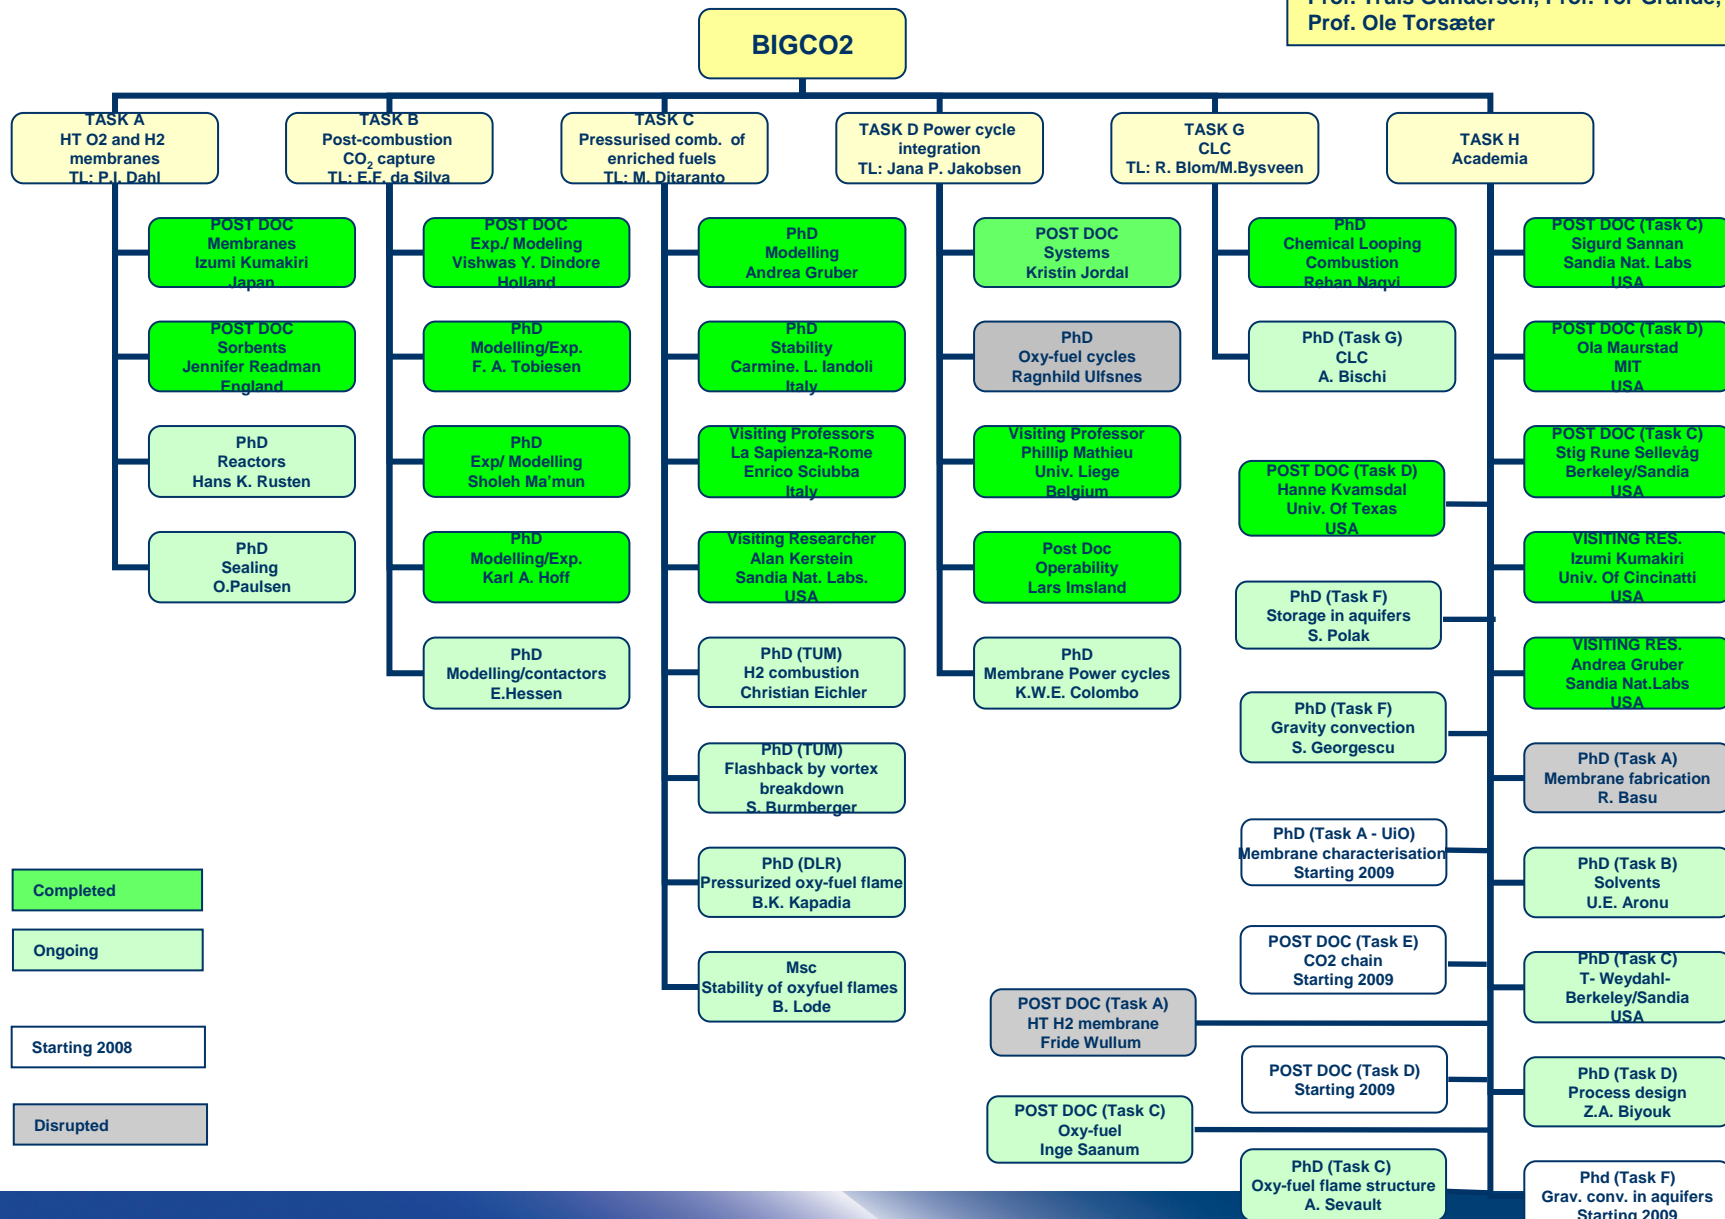 Prof. Truls Gundersen, Prof. Tor Grande,
Prof. Ole Torsæter
BIGCO2
TASK A
HT O2 and H2
membranes
TL: P.I. Dahl
TASK B
Post-combustion
CO2 capture
TL: E.F. da Silva
TASK C
Pressurised comb. of
enriched fuels
TL: M. Ditaranto
TASK D Power cycle
integration
TL: Jana P. Jakobsen
TASK G
CLC
TL: R. Blom/M.Bysveen
TASK H
Academia
POST DOC
Membranes
Izumi Kumakiri
Japan
POST DOC
Sorbents
Jennifer Readman
England
PhD
Reactors
Hans K. Rusten
PhD
Sealing
O.Paulsen
POST DOC
Exp./ Modeling
Vishwas Y. Dindore
Holland
PhD
Modelling/Exp.
F. A. Tobiesen
PhD
Exp/ Modelling
Sholeh Ma'mun
PhD
Modelling/Exp.
Karl A. Hoff
PhD
Modelling/contactors
E.Hessen
PhD
Modelling
Andrea Gruber
PhD
Stability
Carmine. L. Iandoli
Italy
Visiting Professors
La Sapienza-Rome
Enrico Sciubba
Italy
Visiting Researcher
Alan Kerstein
Sandia Nat. Labs.
USA
PhD (TUM)
H2 combustion
Christian Eichler
PhD (TUM)
Flashback by vortex
breakdown
S. Burmberger
PhD (DLR)
Pressurized oxy-fuel flame
B.K. Kapadia
Msc
Stability of oxyfuel flames
B. Lode
POST DOC
Systems
Kristin Jordal
PhD
Oxy-fuel cycles
Ragnhild Ulfsnes
Visiting Professor
Phillip Mathieu
Univ. Liege
Belgium
Post Doc
Operability
Lars Imsland
PhD
Membrane Power cycles
K.W.E. Colombo
PhD
Chemical Looping
Combustion
Rehan Naqvi
PhD (Task G)
CLC
A. Bischi
POST DOC (Task D)
Hanne Kvamsdal
Univ. Of Texas
USA
PhD (Task F)
Storage in aquifers
S. Polak
PhD (Task F)
Gravity convection
S. Georgescu
PhD (Task A - UiO)
Membrane characterisation
Starting 2009
POST DOC (Task E)
CO2 chain
Starting 2009
POST DOC (Task A)
HT H2 membrane
Fride Wullum
POST DOC (Task D)
Starting 2009
POST DOC (Task C)
Oxy-fuel
Inge Saanum
PhD (Task C)
Oxy-fuel flame structure
A. Sevault
POST DOC (Task C)
Sigurd Sannan
Sandia Nat. Labs
USA
POST DOC (Task D)
Ola Maurstad
MIT
USA
POST DOC (Task C)
Stig Rune Sellevåg
Berkeley/Sandia
USA
VISITING RES.
Izumi Kumakiri
Univ. Of Cincinatti
USA
VISITING RES.
Andrea Gruber
Sandia Nat.Labs
USA
PhD (Task A)
Membrane fabrication
R. Basu
PhD (Task B)
Solvents
U.E. Aronu
PhD (Task C)
T- Weydahl-
Berkeley/Sandia
USA
PhD (Task D)
Process design
Z.A. Biyouk
Phd (Task F)
Grav. conv. in aquifers
Starting 2009
Completed
Ongoing
Starting 2008
Disrupted